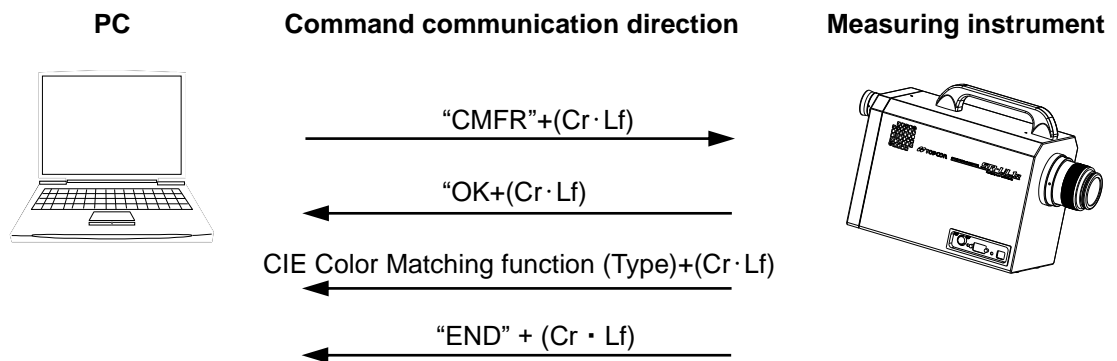 PC Command communication direction Measuring instrument
“CMFR”+(Cr･Lf)
“OK+(Cr･Lf)
CIE Color Matching function (Type)+(Cr･Lf)
“END” + (Cr ･ Lf)
TOPCON